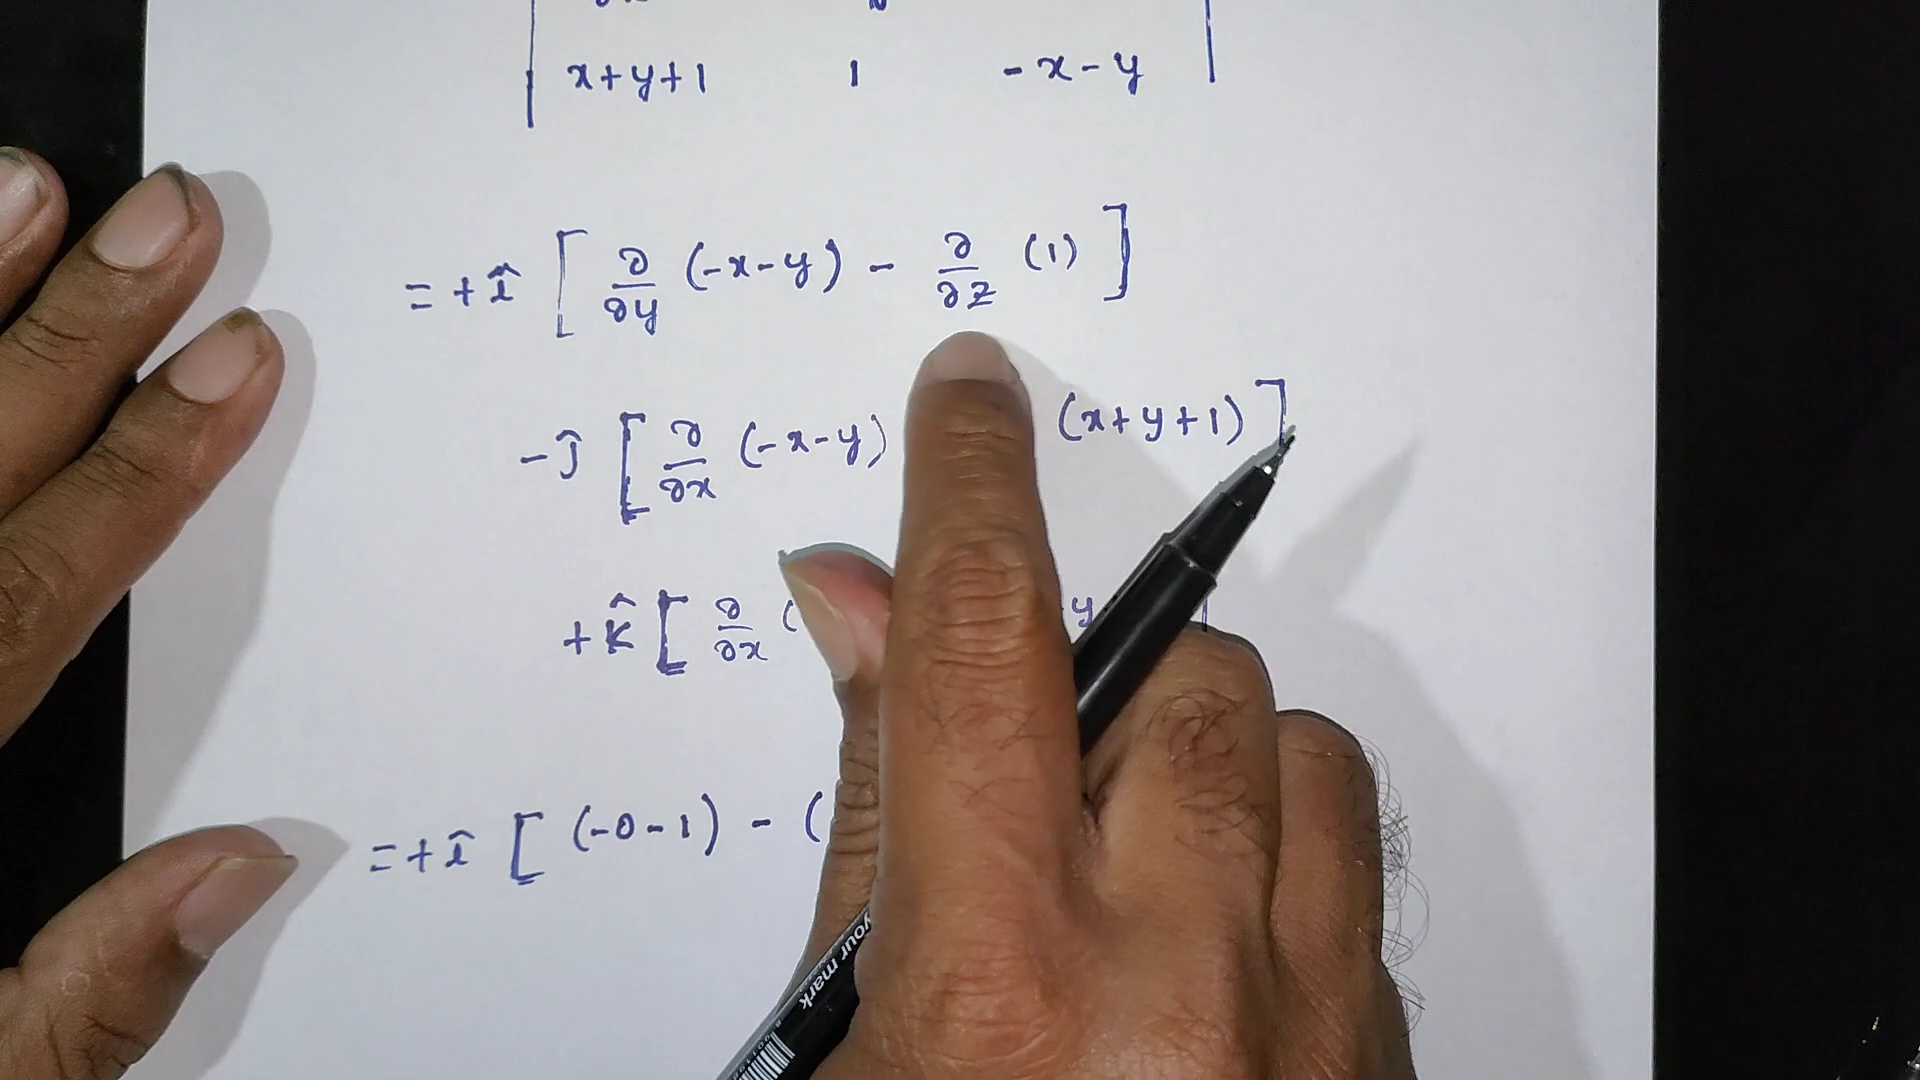 x+y+1 1 -x-y
= + î [ ∂/∂y (-x-y) - ∂/∂z (1) ]
- ĵ [ ∂/∂x (-x-y) (x+y+1) ]
+ k̂ [ ∂/∂x ( y
= + î [ (-0-1) - (
your mark